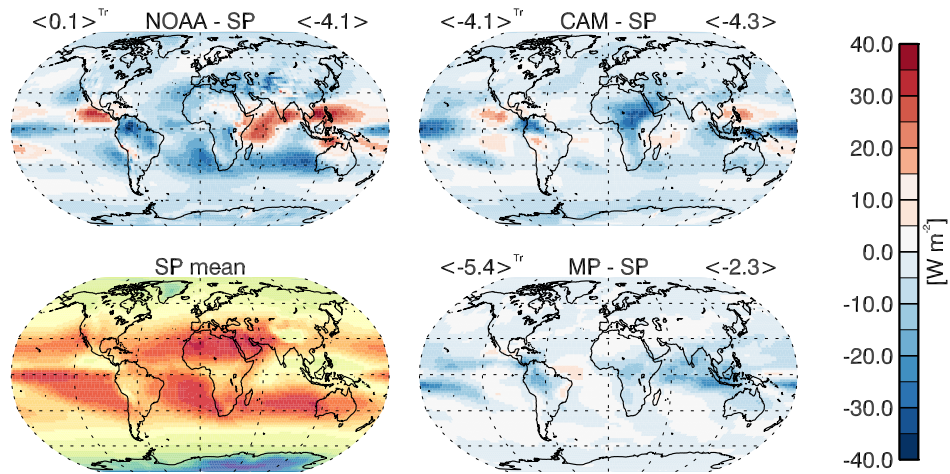 <0.1>Tr NOAA - SP <-4.1>
<-4.1>Tr CAM - SP <-4.3>
SP mean
<-5.4>Tr MP - SP <-2.3>
40.0
30.0
20.0
10.0
0.0
-10.0
-20.0
-30.0
-40.0
[W m-2]